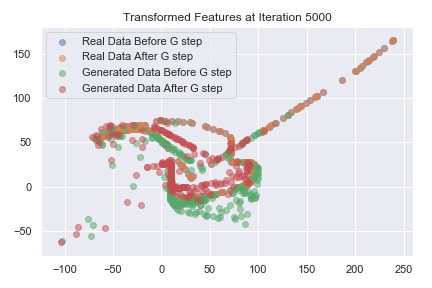 Transformed Features at Iteration 5000
Real Data Before G step
Real Data After G step
Generated Data Before G step
Generated Data After G step
150
100
50
0
−50
−100
−50
0
50
100
150
200
250